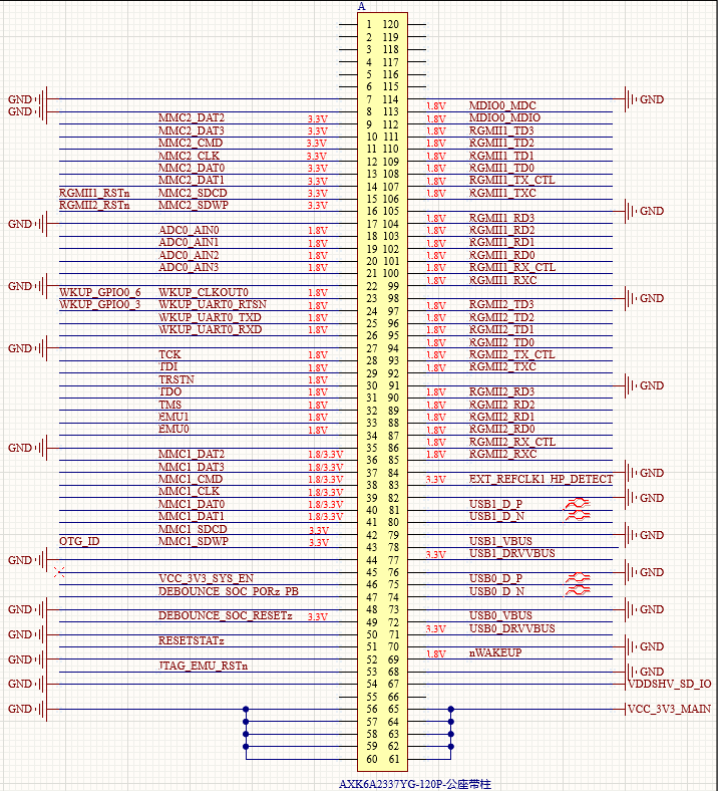 A
1 120
2 119
3 118
4 117
5 116
6 115
GND 7 114 GND
GND 8 113 1.8V MDIO0_MDC
MMC2_DAT2 3.3V 9 112 1.8V MDIO0_MDIO
MMC2_DAT3 3.3V 10 111 1.8V RGMII1_TD3
MMC2_CMD 3.3V 11 110 1.8V RGMII1_TD2
MMC2_CLK 3.3V 12 109 1.8V RGMII1_TD1
MMC2_DAT0 3.3V 13 108 1.8V RGMII1_TD0
MMC2_DAT1 3.3V 14 107 1.8V RGMII1_TX_CTL
RGMII1_RSTn MMC2_SDCD 3.3V 15 106 1.8V RGMII1_TXC
RGMII2_RSTn MMC2_SDWP 3.3V 16 105 GND
GND 17 104 1.8V RGMII1_RD3
ADC0_AIN0 1.8V 18 103 1.8V RGMII1_RD2
ADC0_AIN1 1.8V 19 102 1.8V RGMII1_RD1
ADC0_AIN2 1.8V 20 101 1.8V RGMII1_RD0
ADC0_AIN3 1.8V 21 100 1.8V RGMII1_RX_CTL
GND 22 99 1.8V RGMII1_RXC
WKUP_GPIO0_6 WKUP_CLKOUT0 1.8V 23 98 GND
WKUP_GPIO0_3 WKUP_UART0_RTSN 1.8V 24 97 1.8V RGMII2_TD3
WKUP_UART0_TXD 1.8V 25 96 1.8V RGMII2_TD2
WKUP_UART0_RXD 1.8V 26 95 1.8V RGMII2_TD1
GND 27 94 1.8V RGMII2_TD0
TCK 1.8V 28 93 1.8V RGMII2_TX_CTL
TDI 1.8V 29 92 1.8V RGMII2_TXC
TRSTN 1.8V 30 91 GND
TDO 1.8V 31 90 1.8V RGMII2_RD3
TMS 1.8V 32 89 1.8V RGMII2_RD2
EMU1 1.8V 33 88 1.8V RGMII2_RD1
EMU0 1.8V 34 87 1.8V RGMII2_RD0
GND 35 86 1.8V RGMII2_RX_CTL
MMC1_DAT2 1.8/3.3V 36 85 1.8V RGMII2_RXC
MMC1_DAT3 1.8/3.3V 37 84 GND
MMC1_CMD 1.8/3.3V 38 83 3.3V EXT_REFCLK1 HP_DETECT
MMC1_CLK 1.8/3.3V 39 82 GND
MMC1_DAT0 1.8/3.3V 40 81 USB1_D_P
MMC1_DAT1 1.8/3.3V 41 80 USB1_D_N
MMC1_SDCD 3.3V 42 79 GND
OTG_ID MMC1_SDWP 3.3V 43 78 USB1_VBUS
GND 44 77 3.3V USB1_DRVVBUS
45 76 GND
VCC_3V3_SYS_EN 46 75 USB0_D_P
DEBOUNCE_SOC_PORz_PB 47 74 USB0_D_N
GND 48 73 GND
DEBOUNCE_SOC_RESETz 3.3V 49 72 USB0_VBUS
GND 50 71 3.3V USB0_DRVVBUS
RESETSTATz 51 70 GND
GND 52 69 1.8V nWAKEUP
JTAG_EMU_RSTn 53 68 GND
GND 54 67 VDDSHV_SD_IO
55 66
GND 56 65 VCC_3V3_MAIN
57 64
58 63
59 62
60 61
AXK6A2337YG-120P-公座带柱